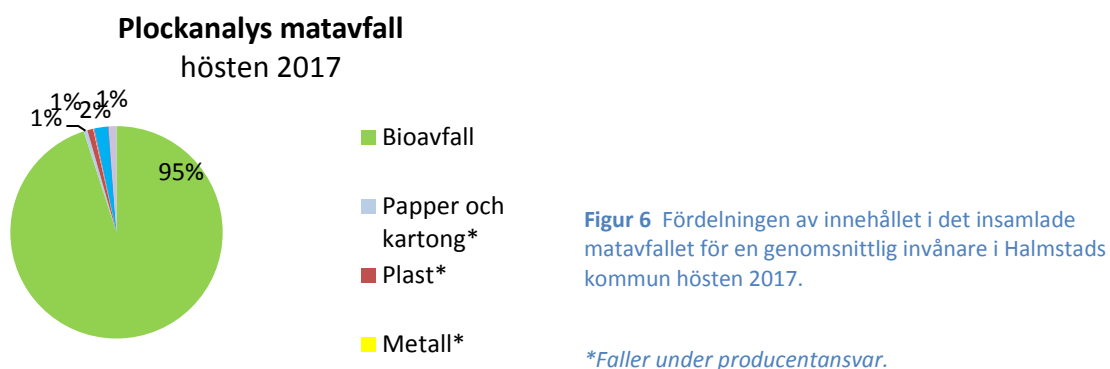 Plockanalys matavfall
hösten 2017
1%
1%
2%
1%
95%
Bioavfall
Papper och
kartong*
Plast*
Metall*
Figur 6 Fördelningen av innehållet i det insamlade
matavfallet för en genomsnittlig invånare i Halmstads
kommun hösten 2017.
*Faller under producentansvar.